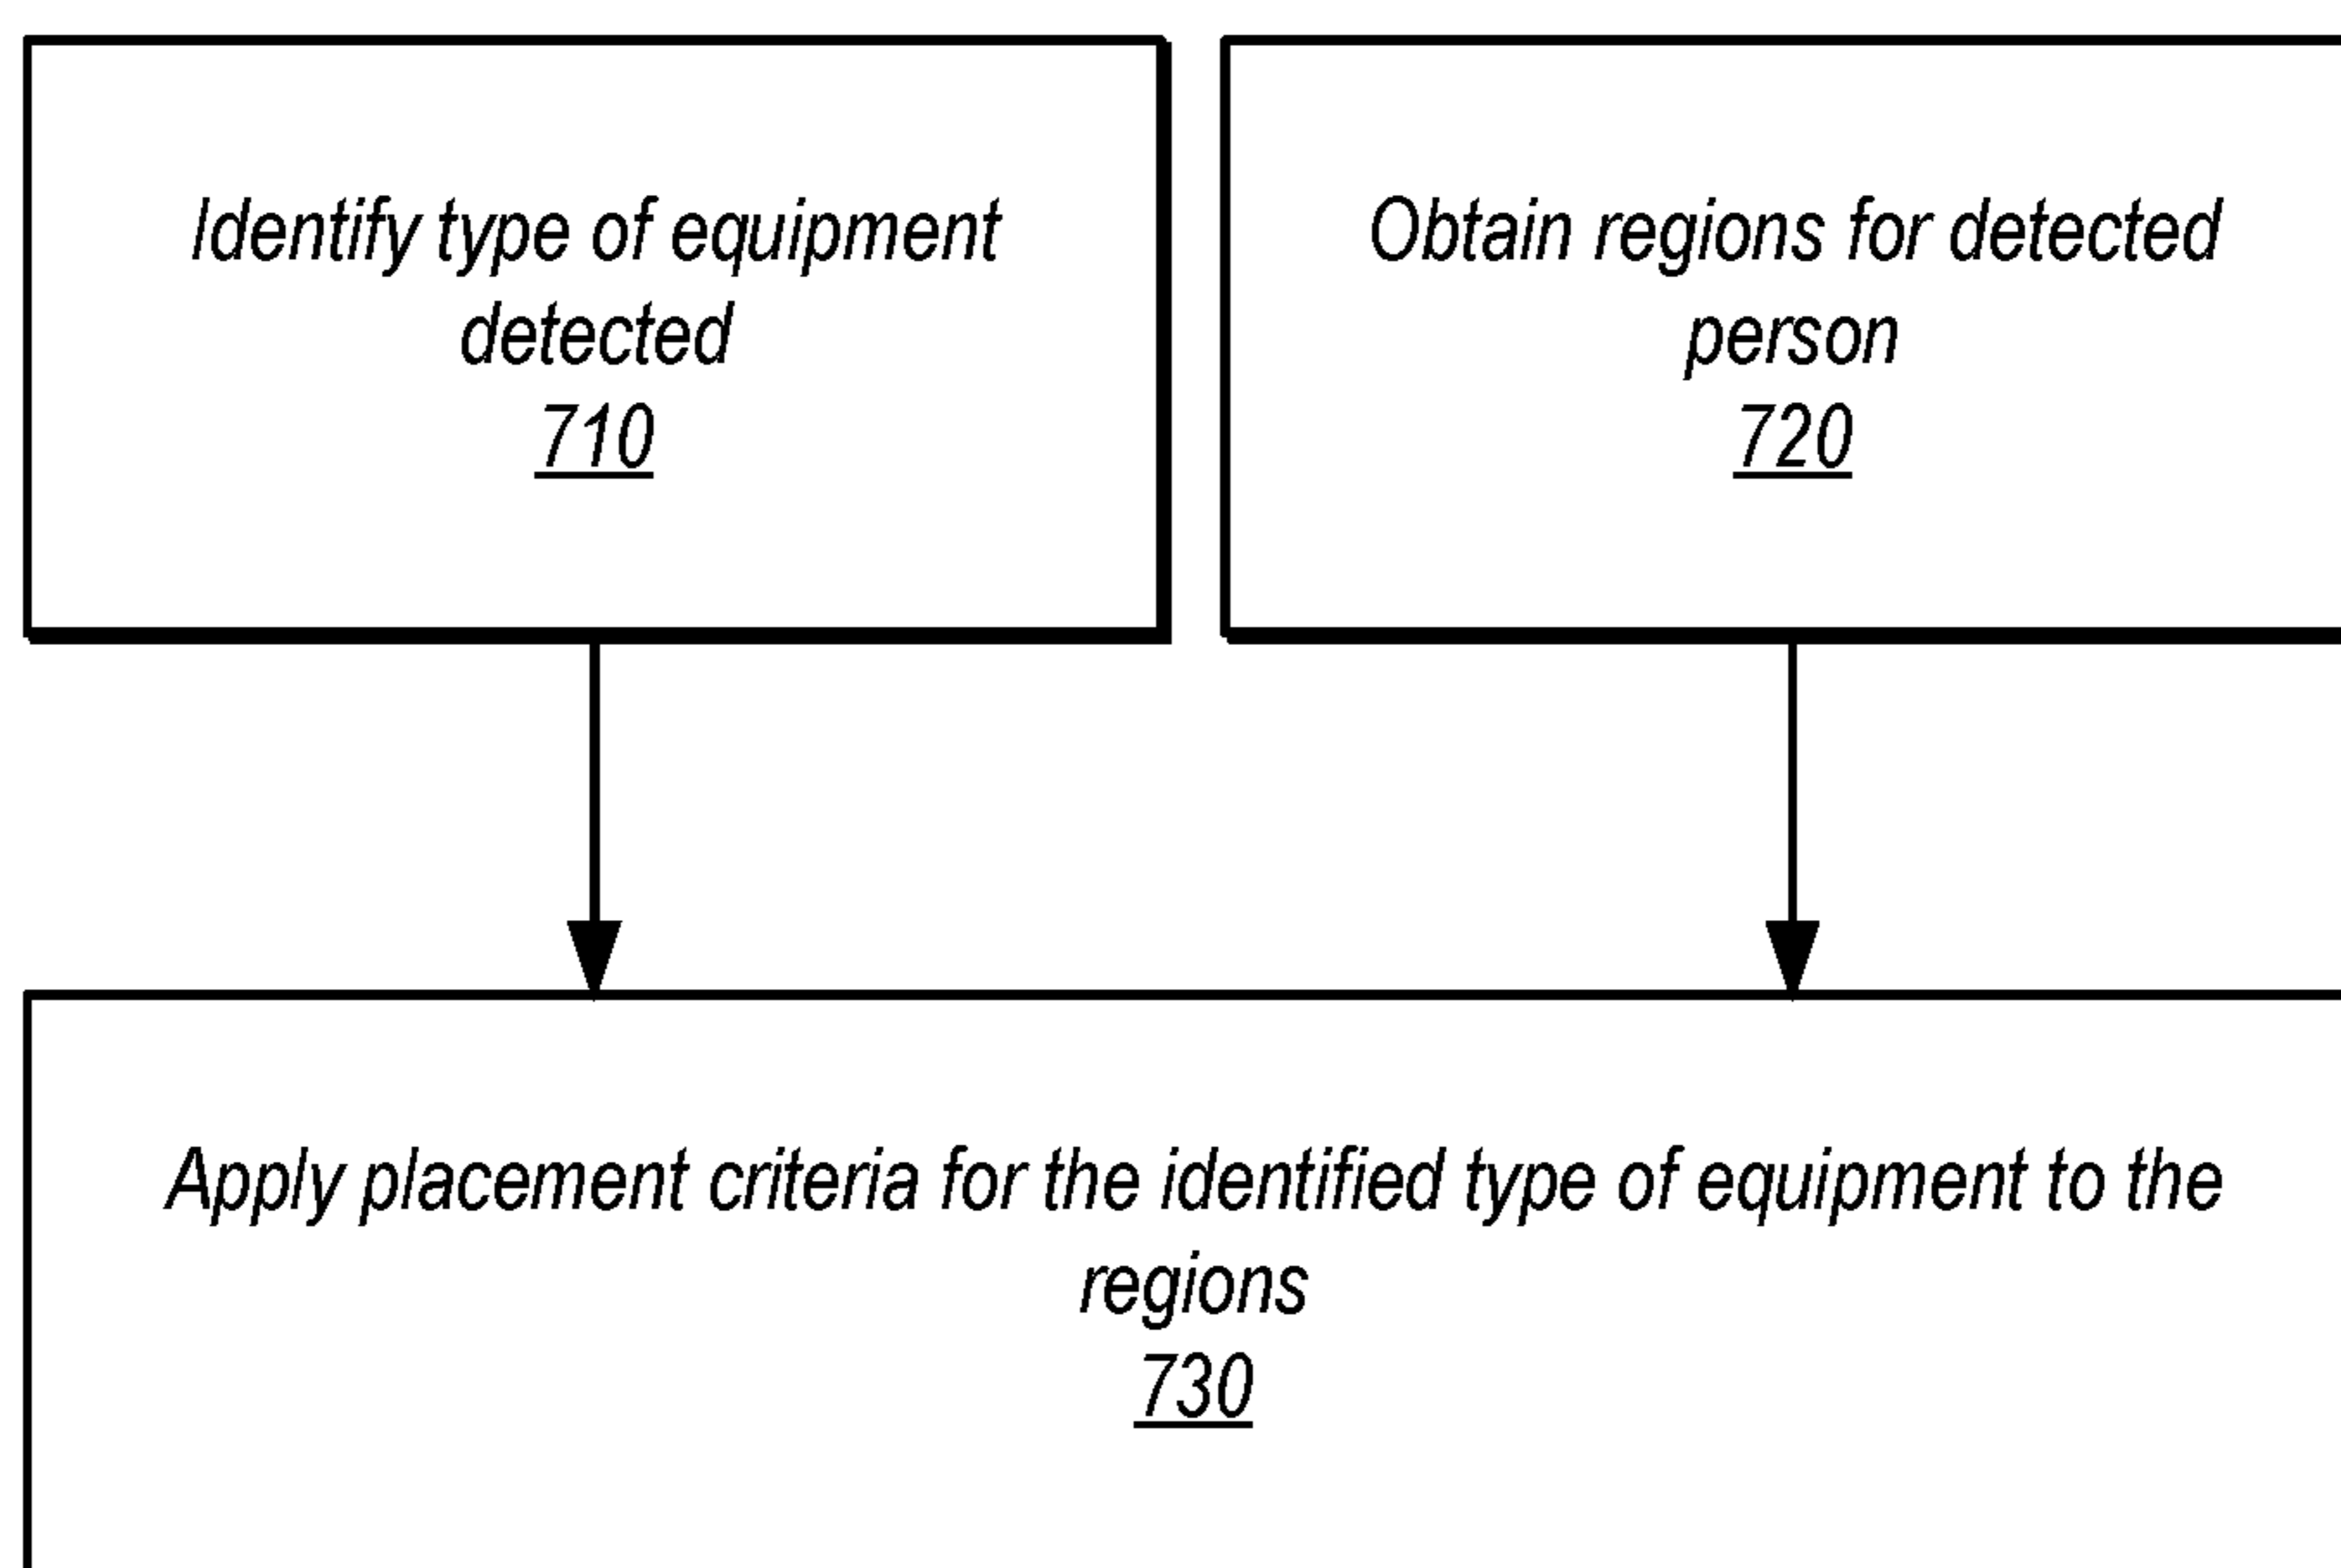 Identify type of equipment
detected
710
Obtain regions for detected
person
720
Apply placement criteria for the identified type of equipment to the
regions
730